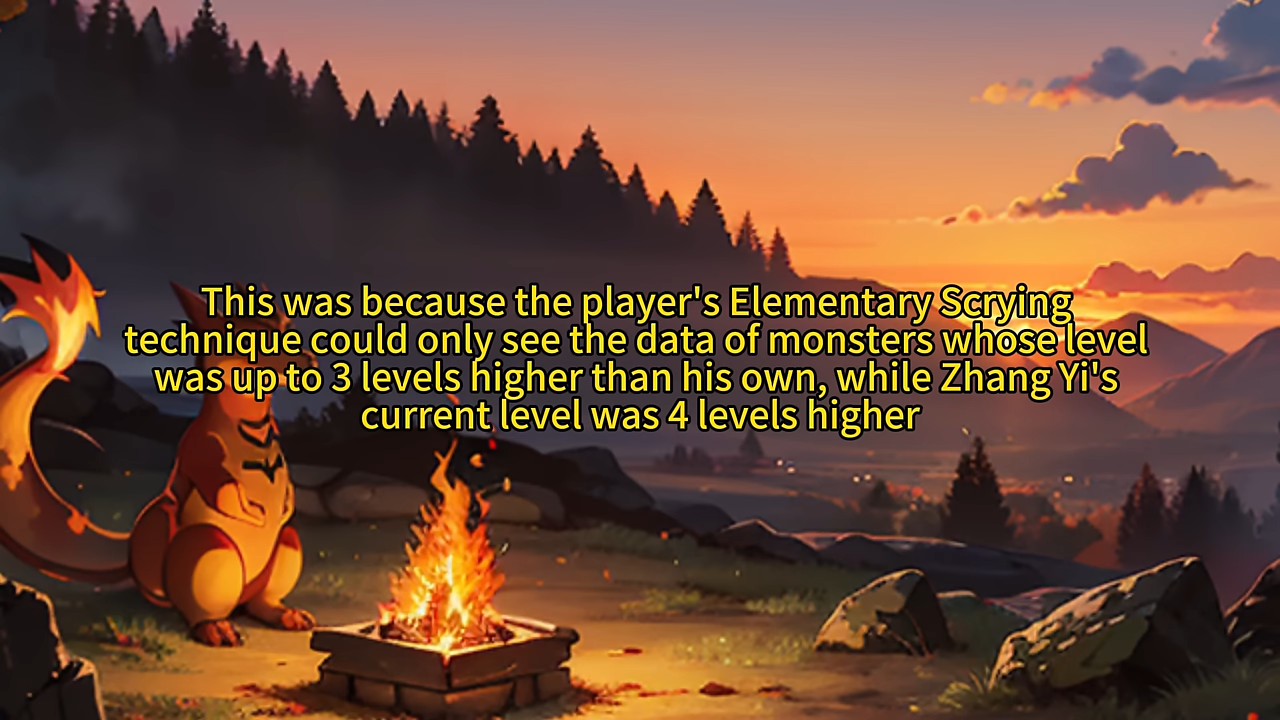 This was because the player's Elementary Scrying
technique could only see the data of monsters whose level
was up to 3 levels higher than his own, while Zhang Yi's
current level was 4 levels higher